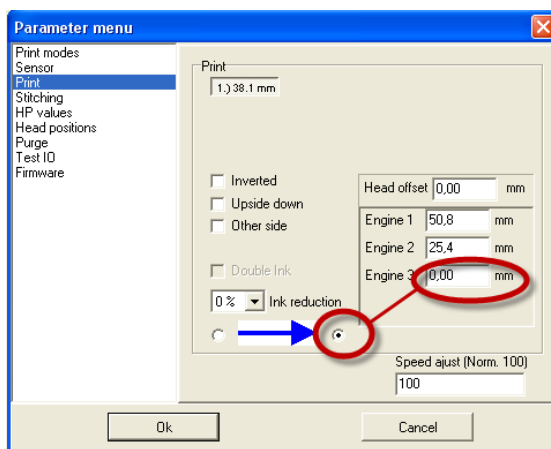 Parameter menu
Print modes
Sensor
Print
Stitching
HP values
Head positions
Purge
Test IO
Firmware
Print
1.) 38.1 mm
Inverted
Upside down
Other side
Double Ink
0 % Ink reduction
Head offset 0,00 mm
Engine 1 50,8 mm
Engine 2 25,4 mm
Engine 3 0,00 mm
Speed ajust (Norm. 100)
100
Ok
Cancel